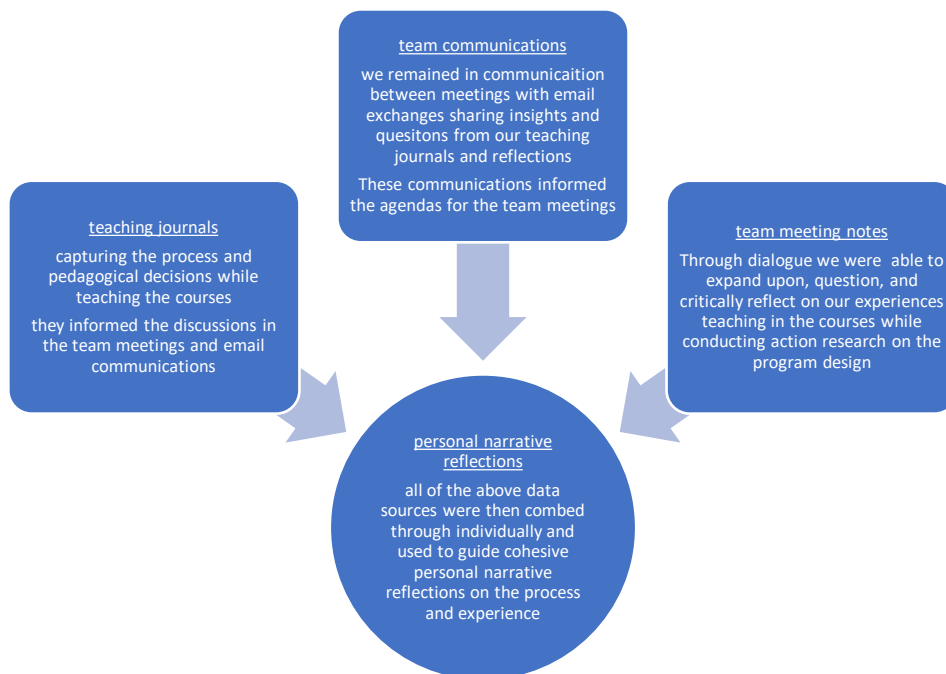 team communications
we remained in communicaition
between meetings with email
exchanges sharing insights and
quesitons from our teaching
journals and reflections
These communications informed
the agendas for the team meetings
teaching journals
capturing the process and
pedagogical decisions while
teaching the courses
they informed the discussions in
the team meetings and email
communications
team meeting notes
Through dialogue we were able to
expand upon, question, and
critically reflect on our experiences
teaching in the courses while
conducting action research on the
program design
personal narrative
reflections
all of the above data
sources were then combed
through individually and
used to guide cohesive
personal narrative
reflections on the process
and experience